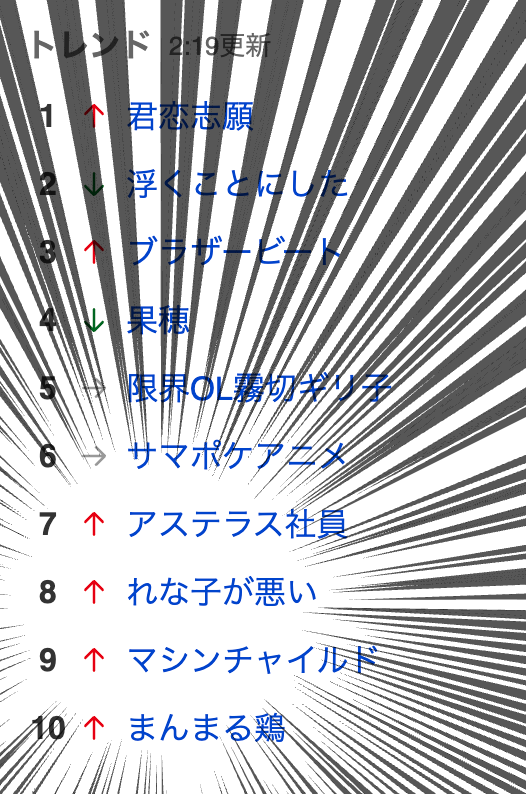 トレンド 2:19更新
1 ↑ 君恋志願
2 ↓ 浮くことにした
3 ↑ ブラザービート
4 ↓ 果穂
5 → 限界OL霧切ギリ子
6 → サマポケアニメ
7 ↑ アステラス社員
8 ↑ れな子が悪い
9 ↑ マシンチャイルド
10 ↑ まんまる鶏